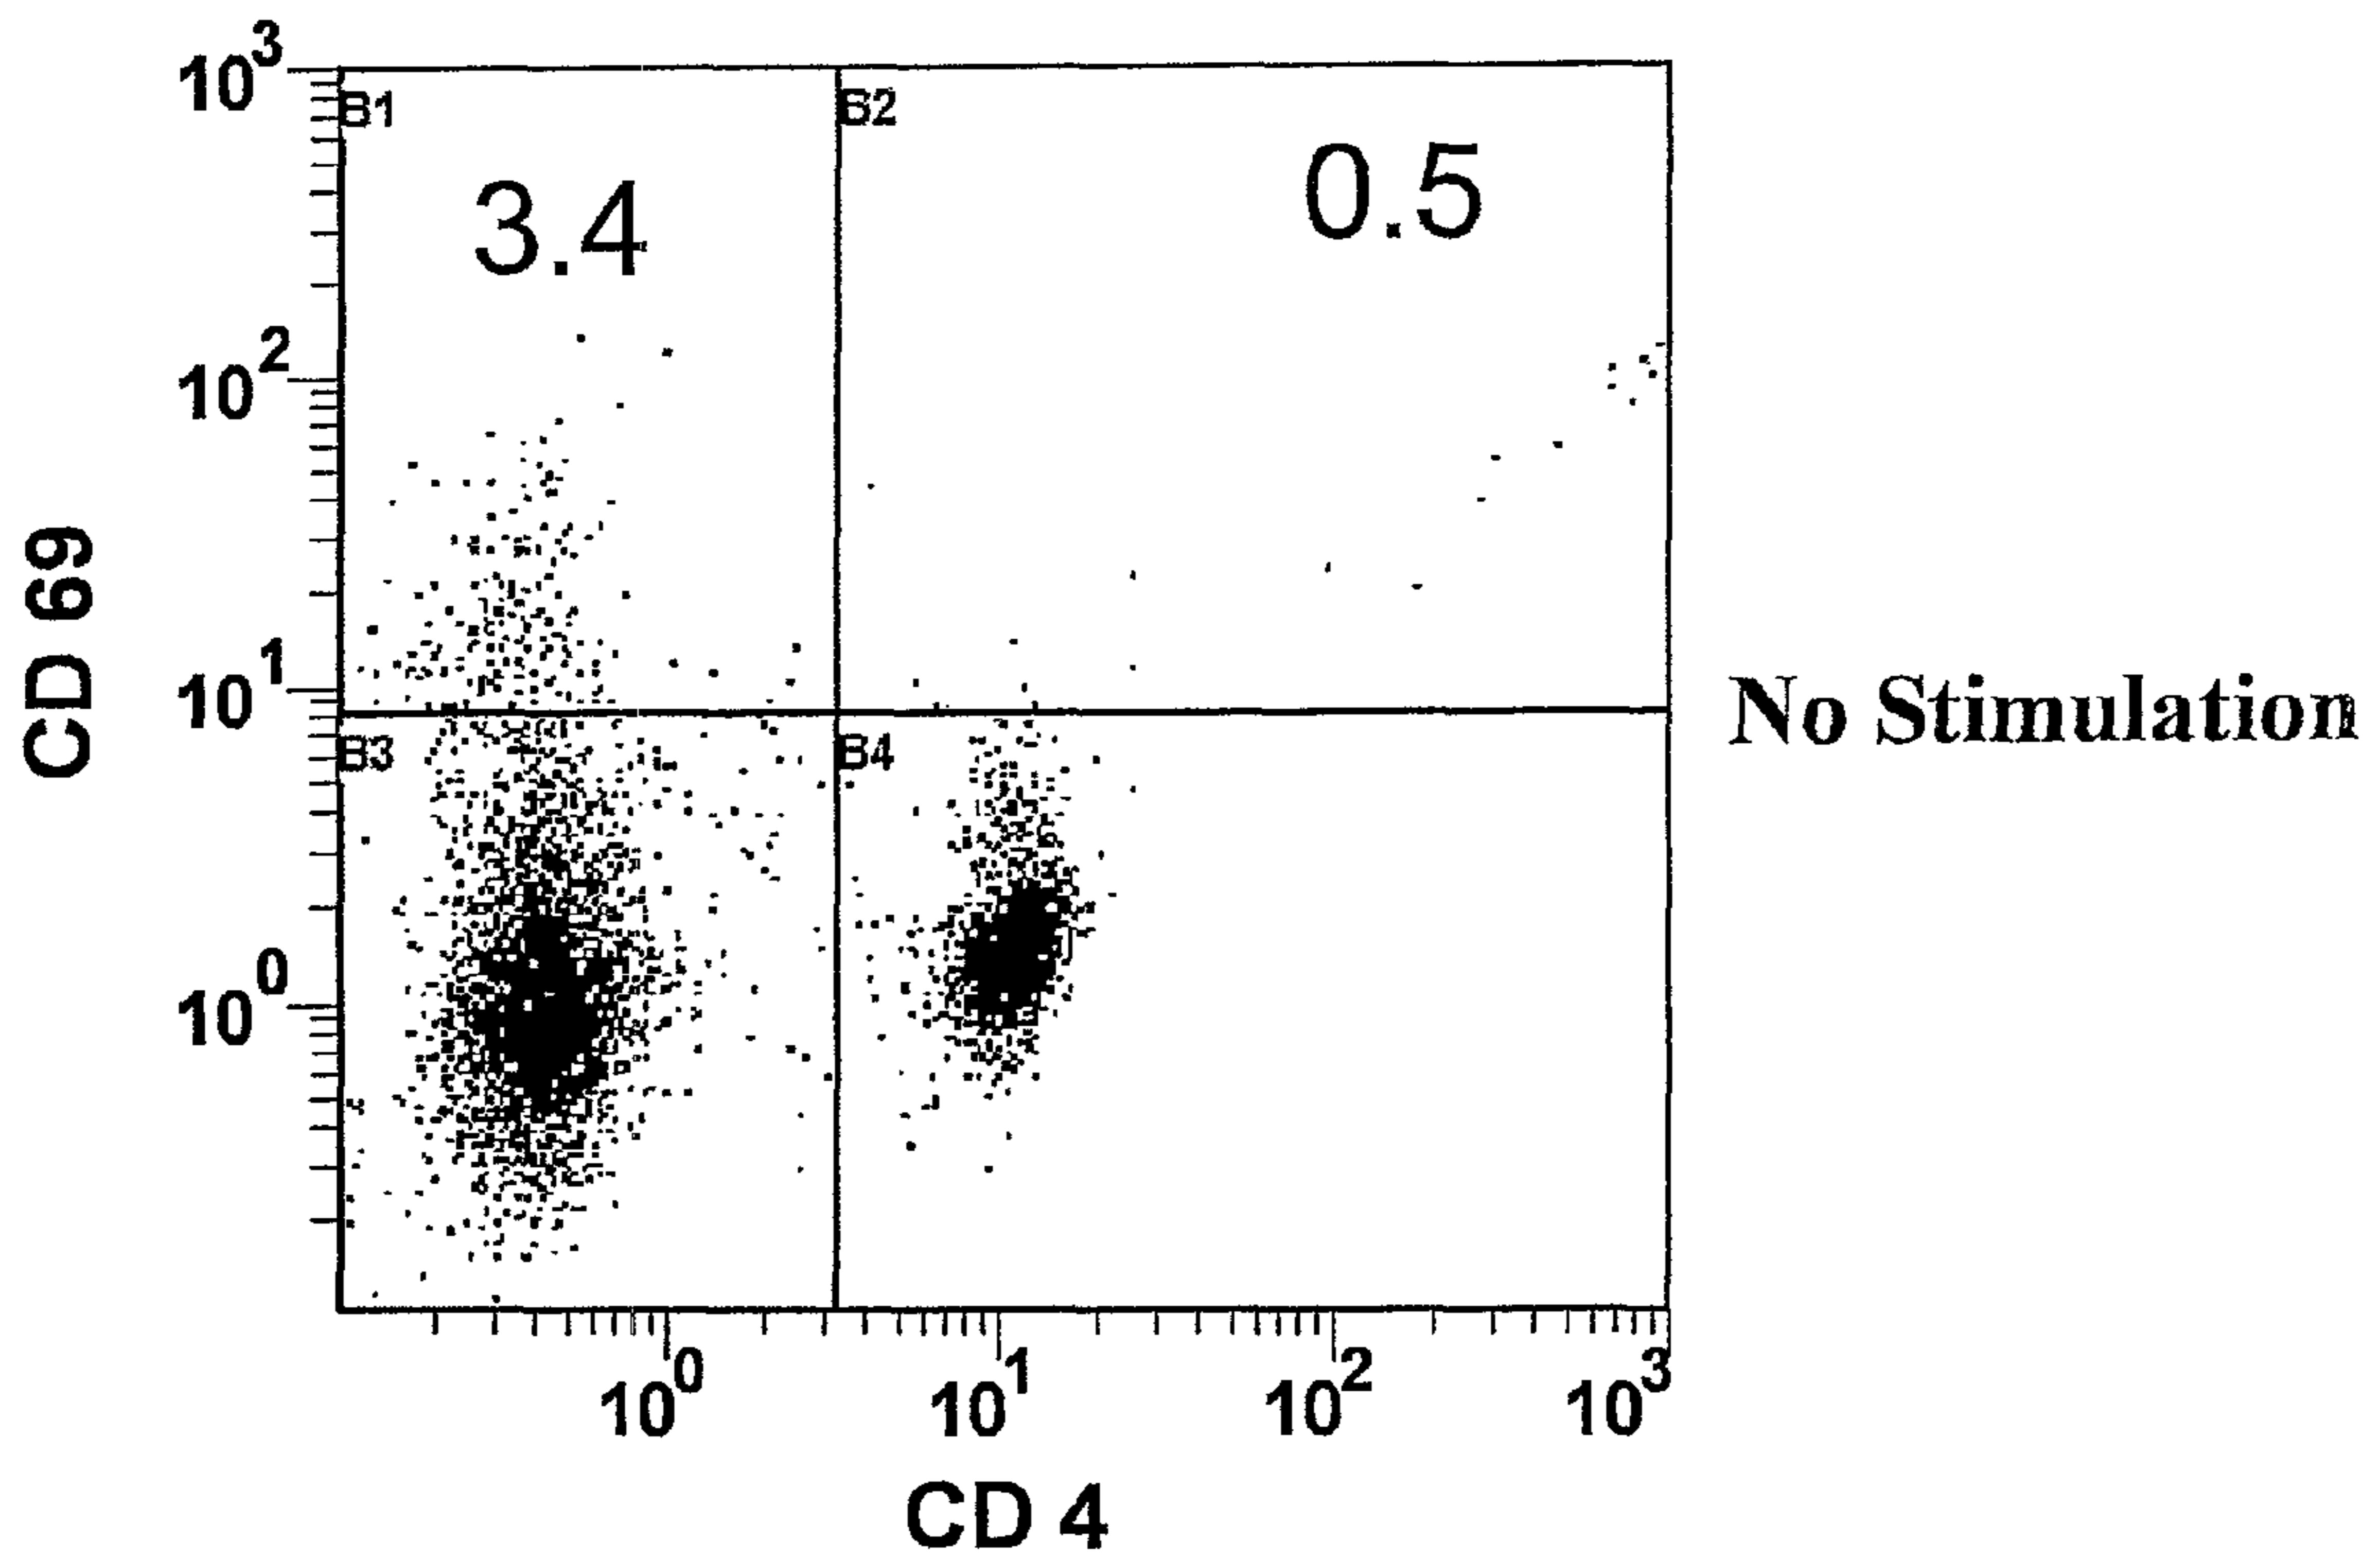 10³
B1
B2
3.4
0.5
10²
CD 69
10¹
No Stimulation
B3
B4
10⁰
10⁰
10¹
10²
10³
CD 4